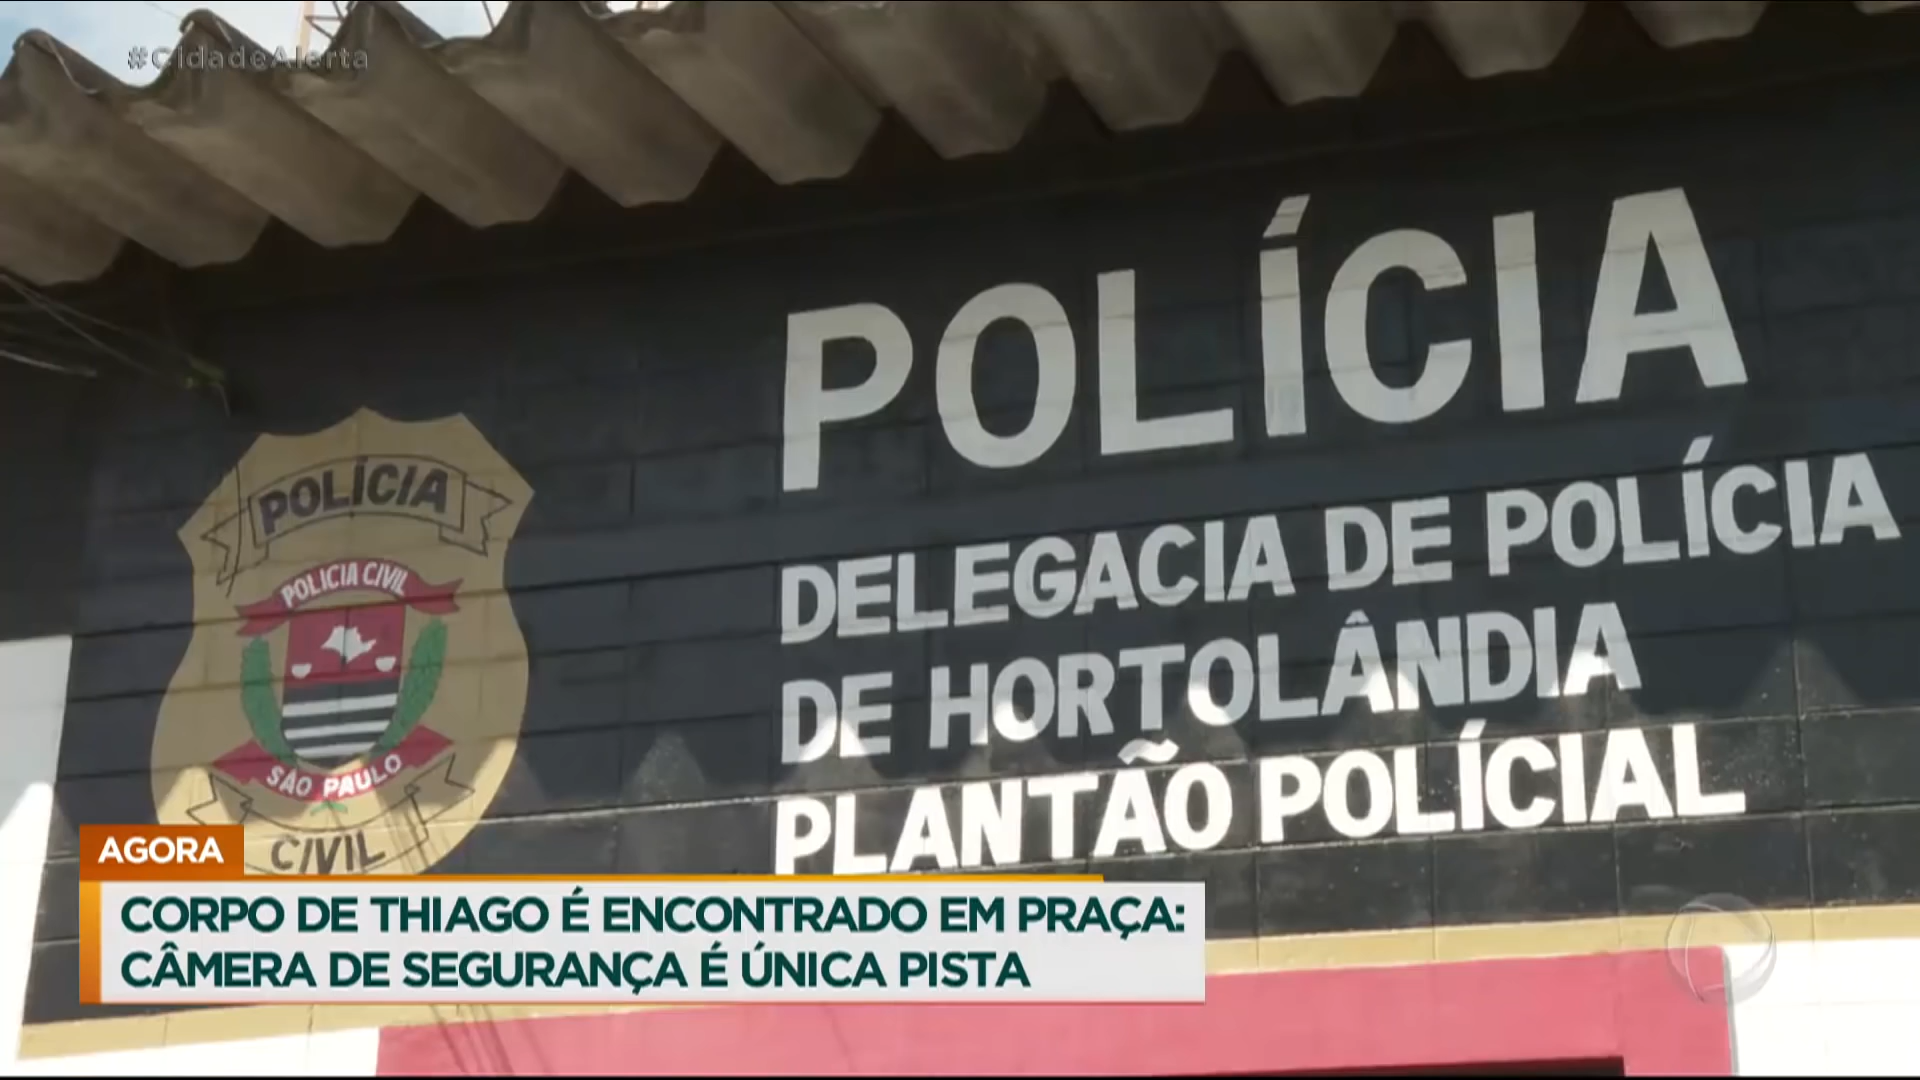 #CidadeAlerta
POLÍCIA
DELEGACIA DE POLÍCIA
DE HORTOLÂNDIA
PLANTÃO POLÍCIAL
POLÍCIA
POLICIA CIVIL
SÃO PAULO
CIVIL
AGORA
CORPO DE THIAGO É ENCONTRADO EM PRAÇA:
CÂMERA DE SEGURANÇA É ÚNICA PISTA